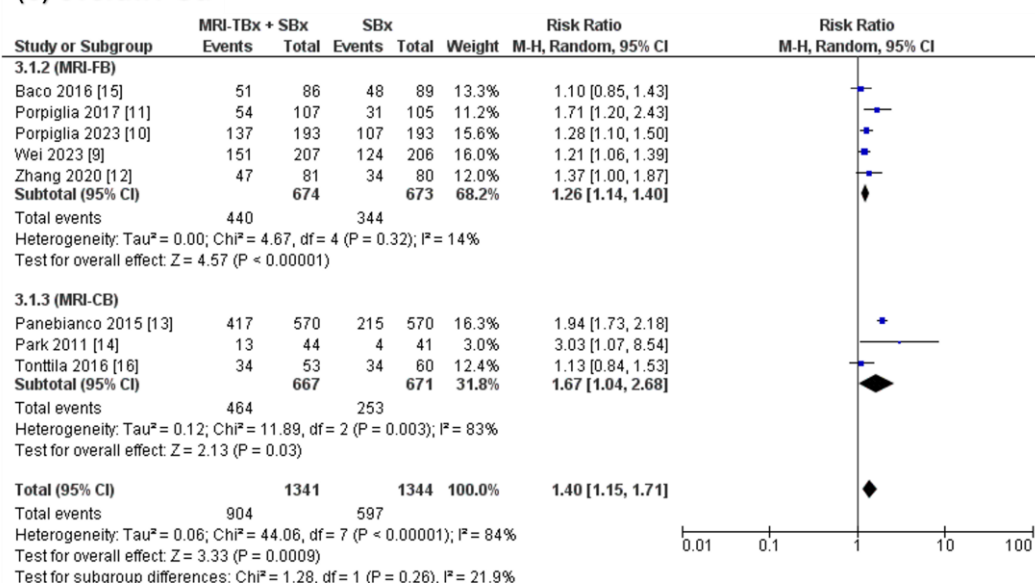 MRI-TBx + SBx SBx Risk Ratio Risk Ratio
Study or Subgroup Events Total Events Total Weight M-H, Random, 95% CI M-H, Random, 95% CI
3.1.2 (MRI-FB)
Baco 2016 [15] 51 86 48 89 13.3% 1.10 [0.85, 1.43]
Porpiglia 2017 [11] 54 107 31 105 11.2% 1.71 [1.20, 2.43]
Porpiglia 2023 [10] 137 193 107 193 15.6% 1.28 [1.10, 1.50]
Wei 2023 [9] 151 207 124 206 16.0% 1.21 [1.06, 1.39]
Zhang 2020 [12] 47 81 34 80 12.0% 1.37 [1.00, 1.87]
Subtotal (95% CI) 674 673 68.2% 1.26 [1.14, 1.40]
Total events 440 344
Heterogeneity: Tau² = 0.00; Chi² = 4.67, df = 4 (P = 0.32); I² = 14%
Test for overall effect: Z = 4.57 (P < 0.00001)
3.1.3 (MRI-CB)
Panebianco 2015 [13] 417 570 215 570 16.3% 1.94 [1.73, 2.18]
Park 2011 [14] 13 44 4 41 3.0% 3.03 [1.07, 8.54]
Tonttila 2016 [16] 34 53 34 60 12.4% 1.13 [0.84, 1.53]
Subtotal (95% CI) 667 671 31.8% 1.67 [1.04, 2.68]
Total events 464 253
Heterogeneity: Tau² = 0.12; Chi² = 11.89, df = 2 (P = 0.003); I² = 83%
Test for overall effect: Z = 2.13 (P = 0.03)
Total (95% CI) 1341 1344 100.0% 1.40 [1.15, 1.71]
Total events 904 597
Heterogeneity: Tau² = 0.06; Chi² = 44.06, df = 7 (P < 0.00001); I² = 84%
Test for overall effect: Z = 3.33 (P = 0.0009)
Test for subgroup differences: Chi² = 1.28, df = 1 (P = 0.26), I² = 21.9%
0.01 0.1 1 10 100